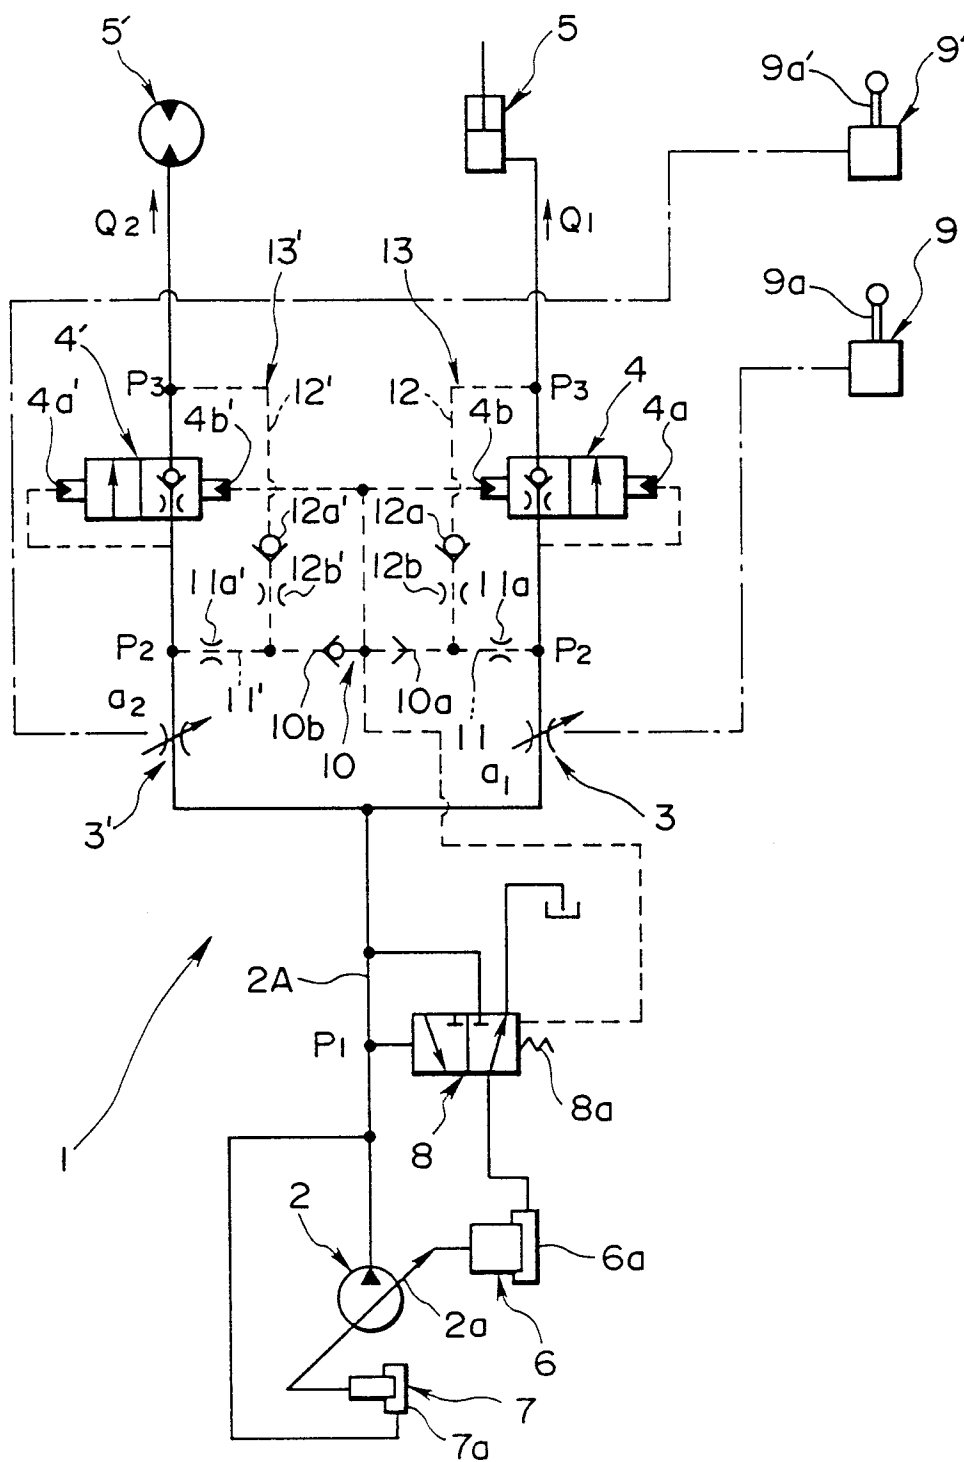 5′ 5 9′
9a′
Q2 Q1
13′ 13 9
9a
4′ P3 12′ 12 P3 4
4a′ 4b′ 4b 4a
12a′ 12a
11a′ 12b′ 12b 11a
P2 P2
11′ 10a
a2 10b 10 11 a1
3′ 3
2A
P1
8 8a
1
2
6a
2a 6
7
7a